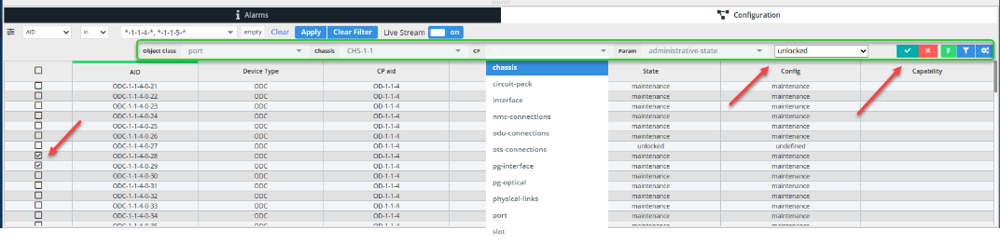 Alarms
Configuration
AID in *-1-1-4-*, *-1-1-5-* empty Clear Apply Clear Filter Live Stream on
Object Class port Chassis CHS-1-1 CP Param administrative-state unlocked F
AID Device Type CP aid State Config Capability
ODC-1-1-4-0-21 ODC OD-1-1-4 maintenance maintenance
ODC-1-1-4-0-22 ODC OD-1-1-4 maintenance maintenance
ODC-1-1-4-0-23 ODC OD-1-1-4 maintenance maintenance
ODC-1-1-4-0-24 ODC OD-1-1-4 maintenance maintenance
ODC-1-1-4-0-25 ODC OD-1-1-4 maintenance maintenance
ODC-1-1-4-0-26 ODC OD-1-1-4 maintenance maintenance
ODC-1-1-4-0-27 ODC OD-1-1-4 unlocked undefined
ODC-1-1-4-0-28 ODC OD-1-1-4 maintenance maintenance
ODC-1-1-4-0-29 ODC OD-1-1-4 maintenance maintenance
ODC-1-1-4-0-30 ODC OD-1-1-4 maintenance maintenance
ODC-1-1-4-0-31 ODC OD-1-1-4 maintenance maintenance
ODC-1-1-4-0-32 ODC OD-1-1-4 maintenance maintenance
ODC-1-1-4-0-33 ODC OD-1-1-4 maintenance maintenance
ODC-1-1-4-0-34 ODC OD-1-1-4 maintenance maintenance
ODC-1-1-4-0-35 ODC OD-1-1-4 maintenance maintenance
chassis
circuit-pack
interface
nmc-connections
odu-connections
ots-connections
pg-interface
pg-optical
physical-links
port
slot